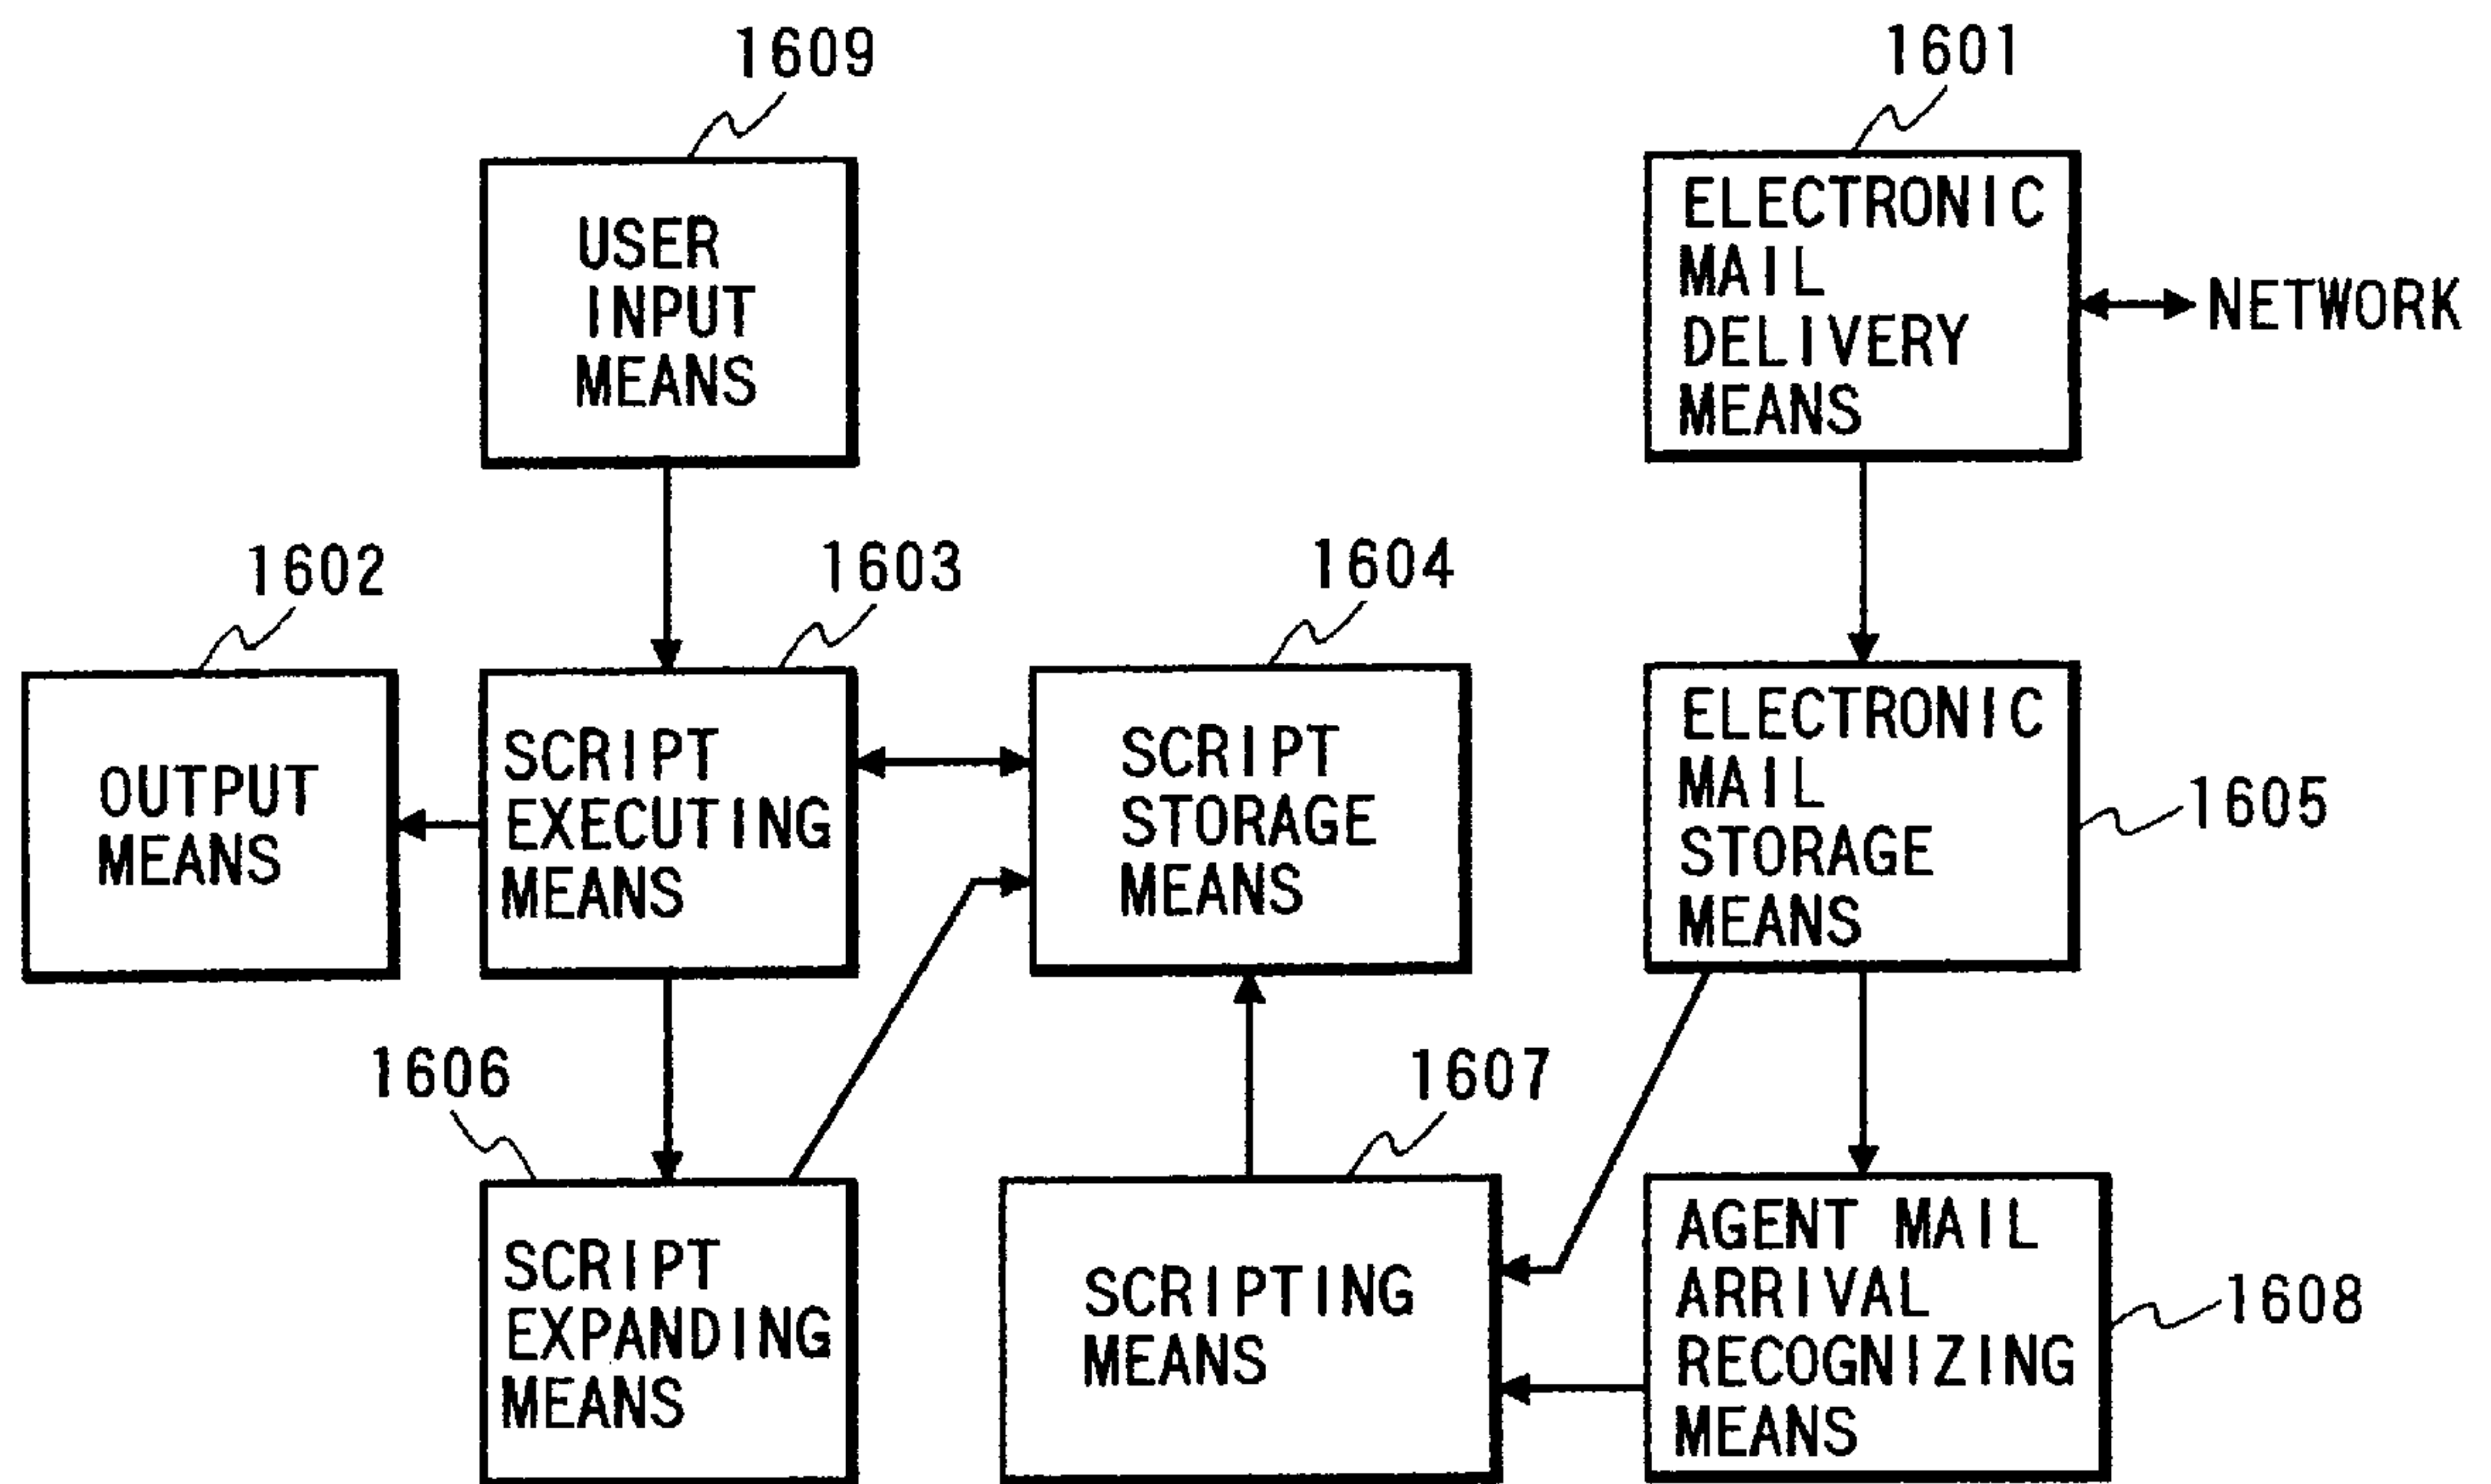 1609
1601
USER
INPUT
MEANS
ELECTRONIC
MAIL
DELIVERY
MEANS
NETWORK
1602
1603
1604
OUTPUT
MEANS
SCRIPT
EXECUTING
MEANS
SCRIPT
STORAGE
MEANS
ELECTRONIC
MAIL
STORAGE
MEANS
1605
1606
1607
SCRIPT
EXPANDING
MEANS
SCRIPTING
MEANS
AGENT MAIL
ARRIVAL
RECOGNIZING
MEANS
1608